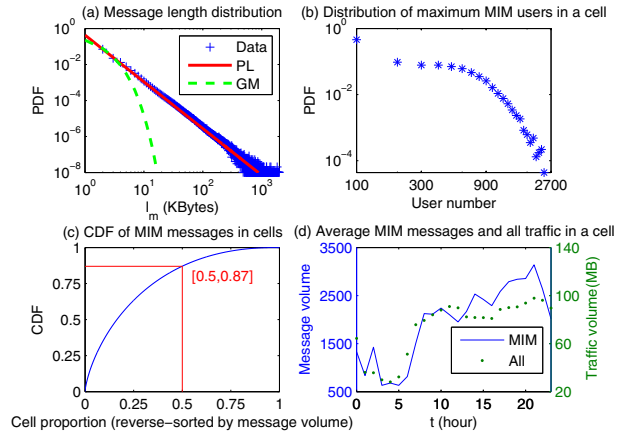 (a) Message length distribution
PDF
10^0
10^-2
10^-4
10^-6
10^-8
10^0
10^1
10^2
10^3
l_m (KBytes)
Data
PL
GM
(b) Distribution of maximum MIM users in a cell
PDF
10^0
10^-2
10^-4
100
300
900
2700
User number
(c) CDF of MIM messages in cells
CDF
1
0.75
0.5
0.25
0
0
0.25
0.5
0.75
1
[0.5,0.87]
Cell proportion (reverse-sorted by message volume)
(d) Average MIM messages and all traffic in a cell
Message volume
3500
2500
1500
500
140
100
60
20
Traffic volume(MB)
0
5
10
15
20
t (hour)
MIM
All